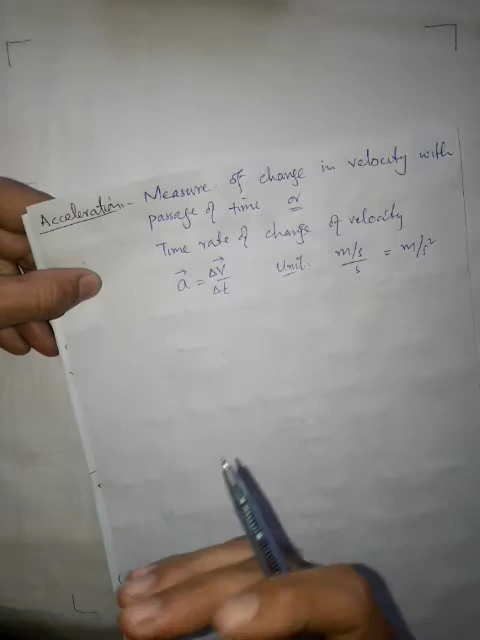 Acceleration - Measure of change in velocity with
passage of time or
Time rate of change of velocity
a⃗ = Δv⃗/Δt Unit. m/s/s = m/s²